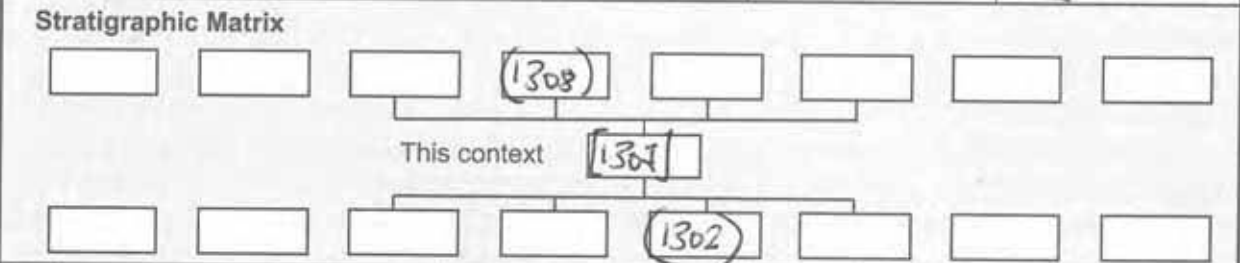 Stratigraphic Matrix
(1308)
This context [1307]
(1302)